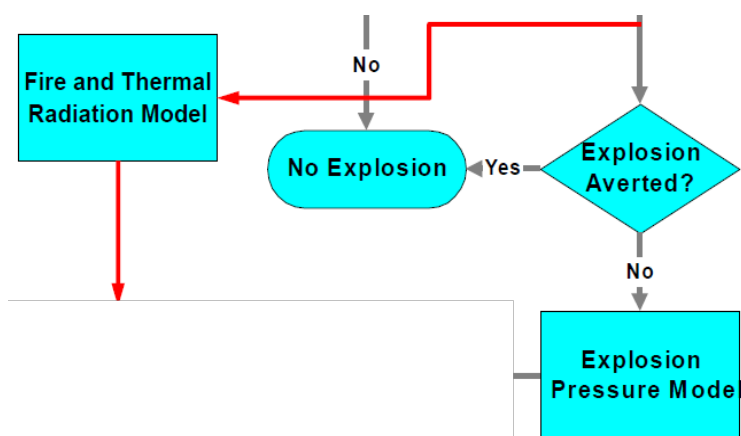 No
Fire and Thermal
Radiation Model
No Explosion
Yes
Explosion
Averted?
No
Explosion
Pressure Model